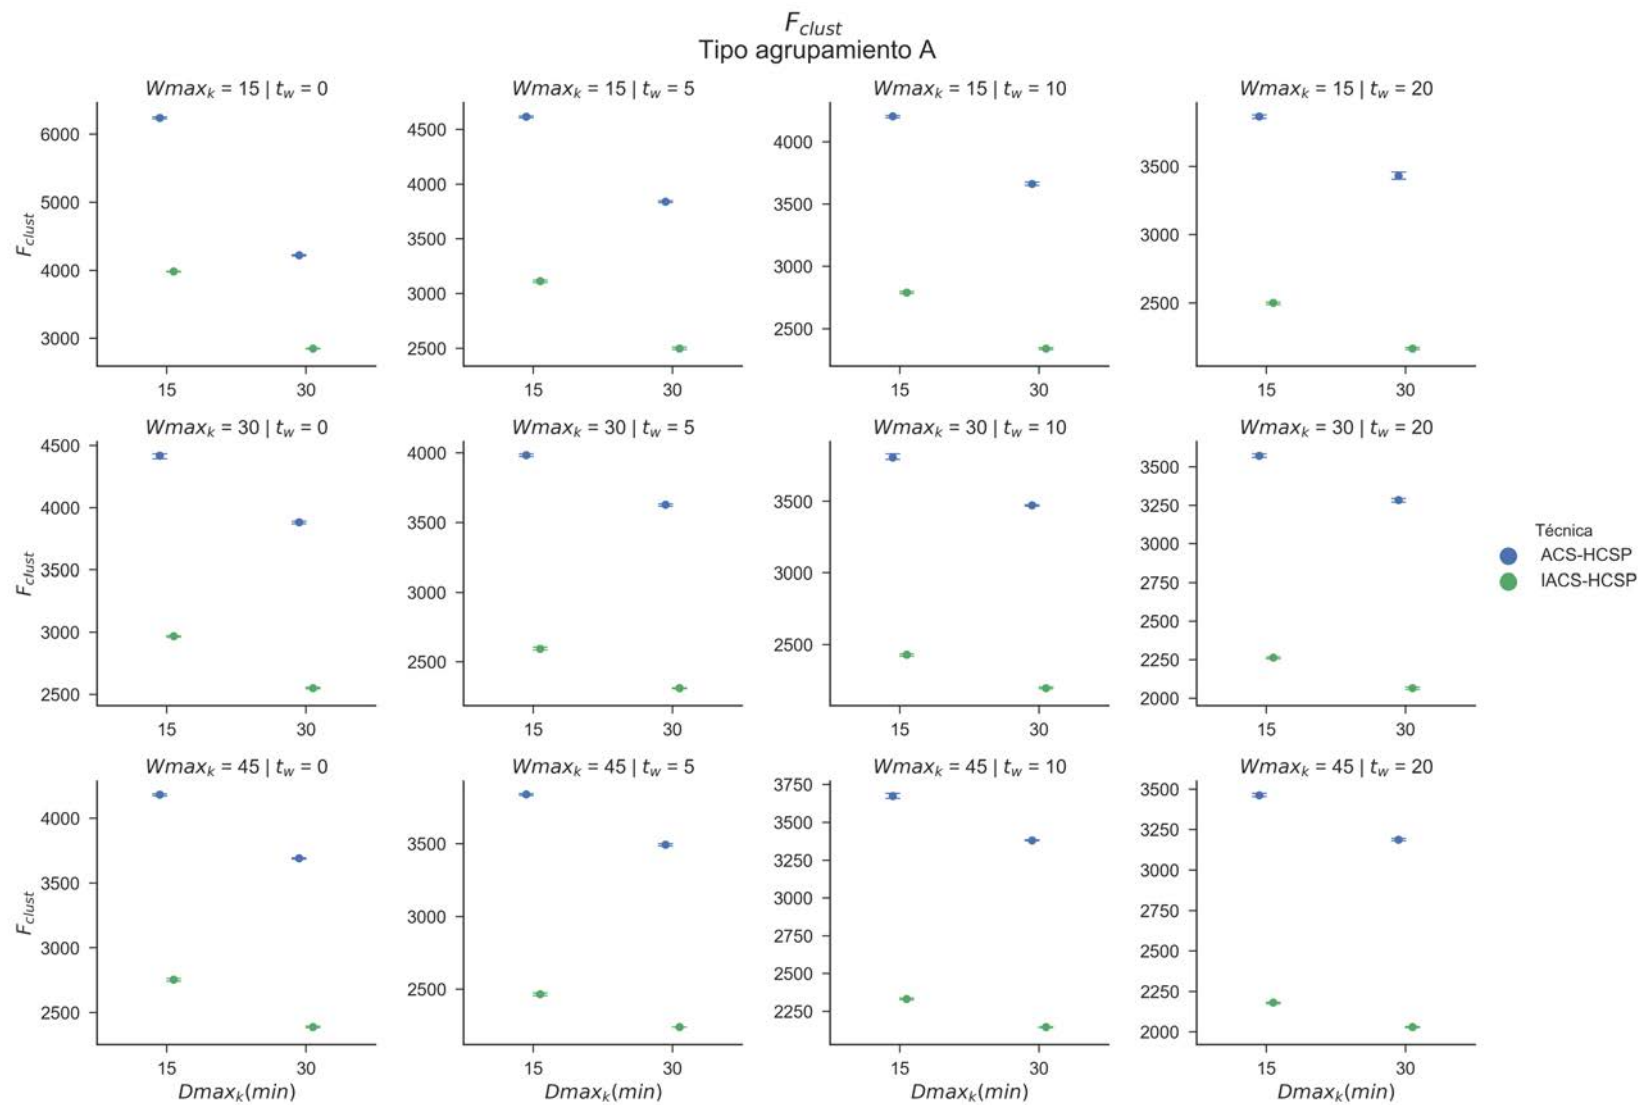 F_clust
Tipo agrupamiento A
Wmax_k = 15 | t_w = 0
Wmax_k = 15 | t_w = 5
Wmax_k = 15 | t_w = 10
Wmax_k = 15 | t_w = 20
F_clust
6000
5000
4000
3000
15 30
4500
4000
3500
3000
2500
15 30
4000
3500
3000
2500
15 30
3500
3000
2500
15 30
Wmax_k = 30 | t_w = 0
Wmax_k = 30 | t_w = 5
Wmax_k = 30 | t_w = 10
Wmax_k = 30 | t_w = 20
F_clust
4500
4000
3500
3000
2500
15 30
4000
3500
3000
2500
15 30
3500
3000
2500
15 30
3500
3250
3000
2750
2500
2250
2000
15 30
Técnica
ACS-HCSP
IACS-HCSP
Wmax_k = 45 | t_w = 0
Wmax_k = 45 | t_w = 5
Wmax_k = 45 | t_w = 10
Wmax_k = 45 | t_w = 20
F_clust
4000
3500
3000
2500
15 30
Dmax_k(min)
3500
3000
2500
15 30
Dmax_k(min)
3750
3500
3250
3000
2750
2500
2250
15 30
Dmax_k(min)
3500
3250
3000
2750
2500
2250
2000
15 30
Dmax_k(min)